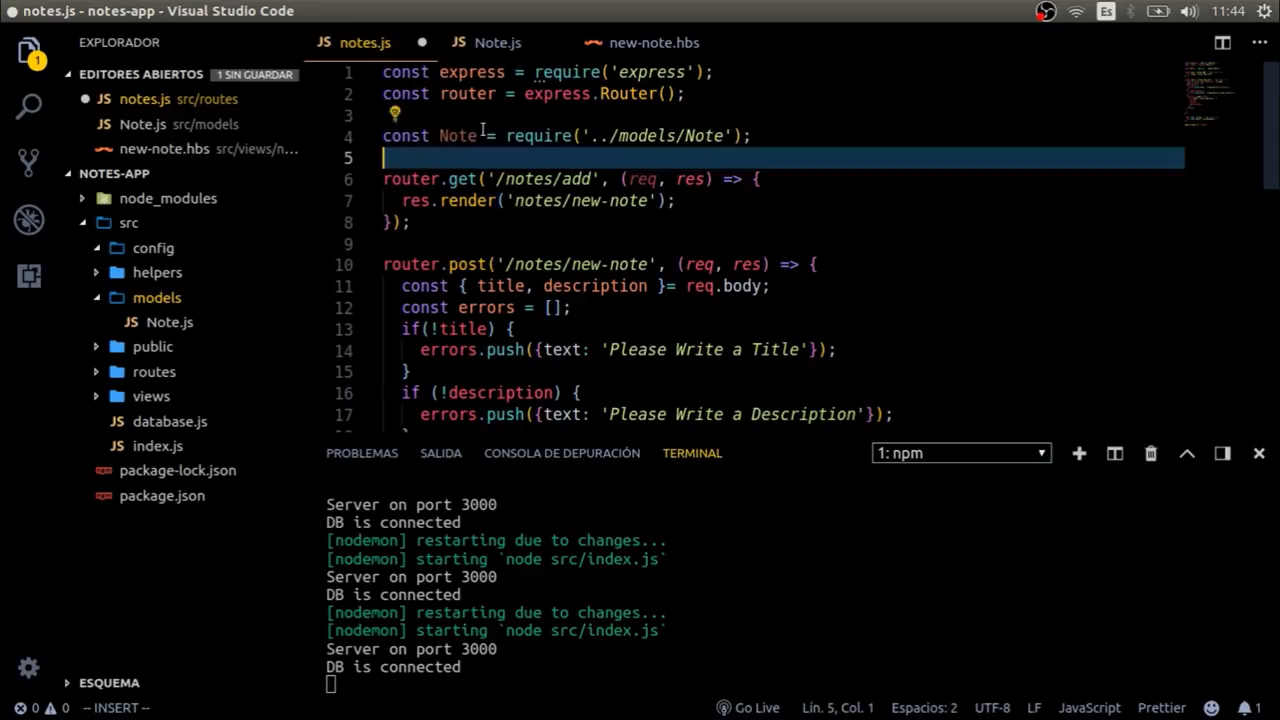 notes.js - notes-app - Visual Studio Code
Es
11:44
EXPLORADOR
EDITORES ABIERTOS 1 SIN GUARDAR
notes.js src/routes
JS Note.js src/models
new-note.hbs src/views/n...
NOTES-APP
node_modules
src
config
helpers
models
JS Note.js
public
routes
views
JS database.js
JS index.js
package-lock.json
package.json
ESQUEMA
1
JS notes.js
JS Note.js
new-note.hbs
1 const express = require('express');
2 const router = express.Router();
3
4 const Note = require('../models/Note');
5
6 router.get('/notes/add', (req, res) => {
7 res.render('notes/new-note');
8 });
9
10 router.post('/notes/new-note', (req, res) => {
11 const { title, description }= req.body;
12 const errors = [];
13 if(!title) {
14 errors.push({text: 'Please Write a Title'});
15 }
16 if (!description) {
17 errors.push({text: 'Please Write a Description'});
PROBLEMAS SALIDA CONSOLA DE DEPURACIÓN TERMINAL
1: npm
Server on port 3000
DB is connected
[nodemon] restarting due to changes...
[nodemon] starting `node src/index.js`
Server on port 3000
DB is connected
[nodemon] restarting due to changes...
[nodemon] starting `node src/index.js`
Server on port 3000
DB is connected
0 0 -- INSERT --
Go Live Lín. 5, Col. 1 Espacios: 2 UTF-8 LF JavaScript Prettier 1